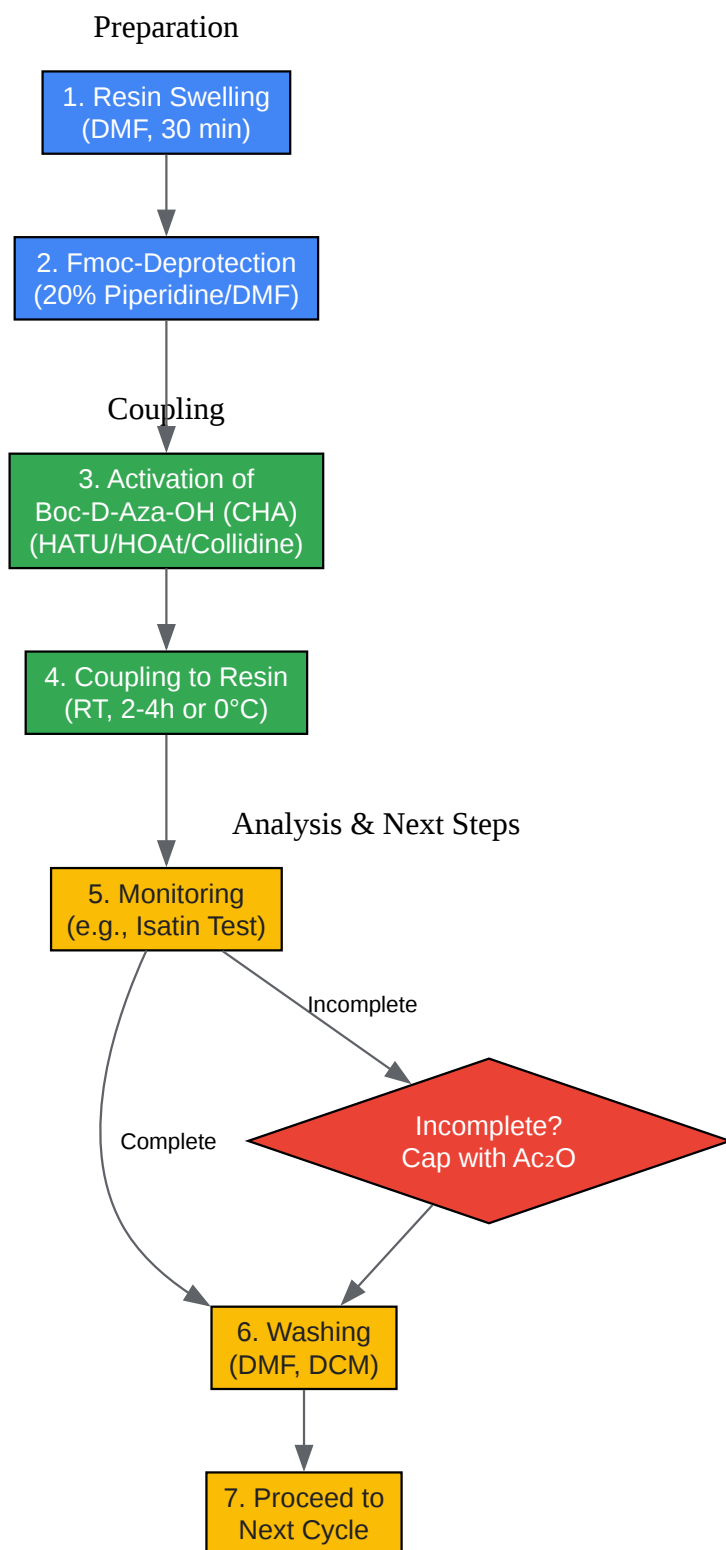 Preparation
1. Resin Swelling
(DMF, 30 min)
2. Fmoc-Deprotection
(20% Piperidine/DMF)
Coupling
3. Activation of
Boc-D-Aza-OH (CHA)
(HATU/HOAt/Collidine)
4. Coupling to Resin
(RT, 2-4h or 0°C)
Analysis & Next Steps
5. Monitoring
(e.g., Isatin Test)
Incomplete
Complete
Incomplete?
Cap with Ac₂O
6. Washing
(DMF, DCM)
7. Proceed to
Next Cycle